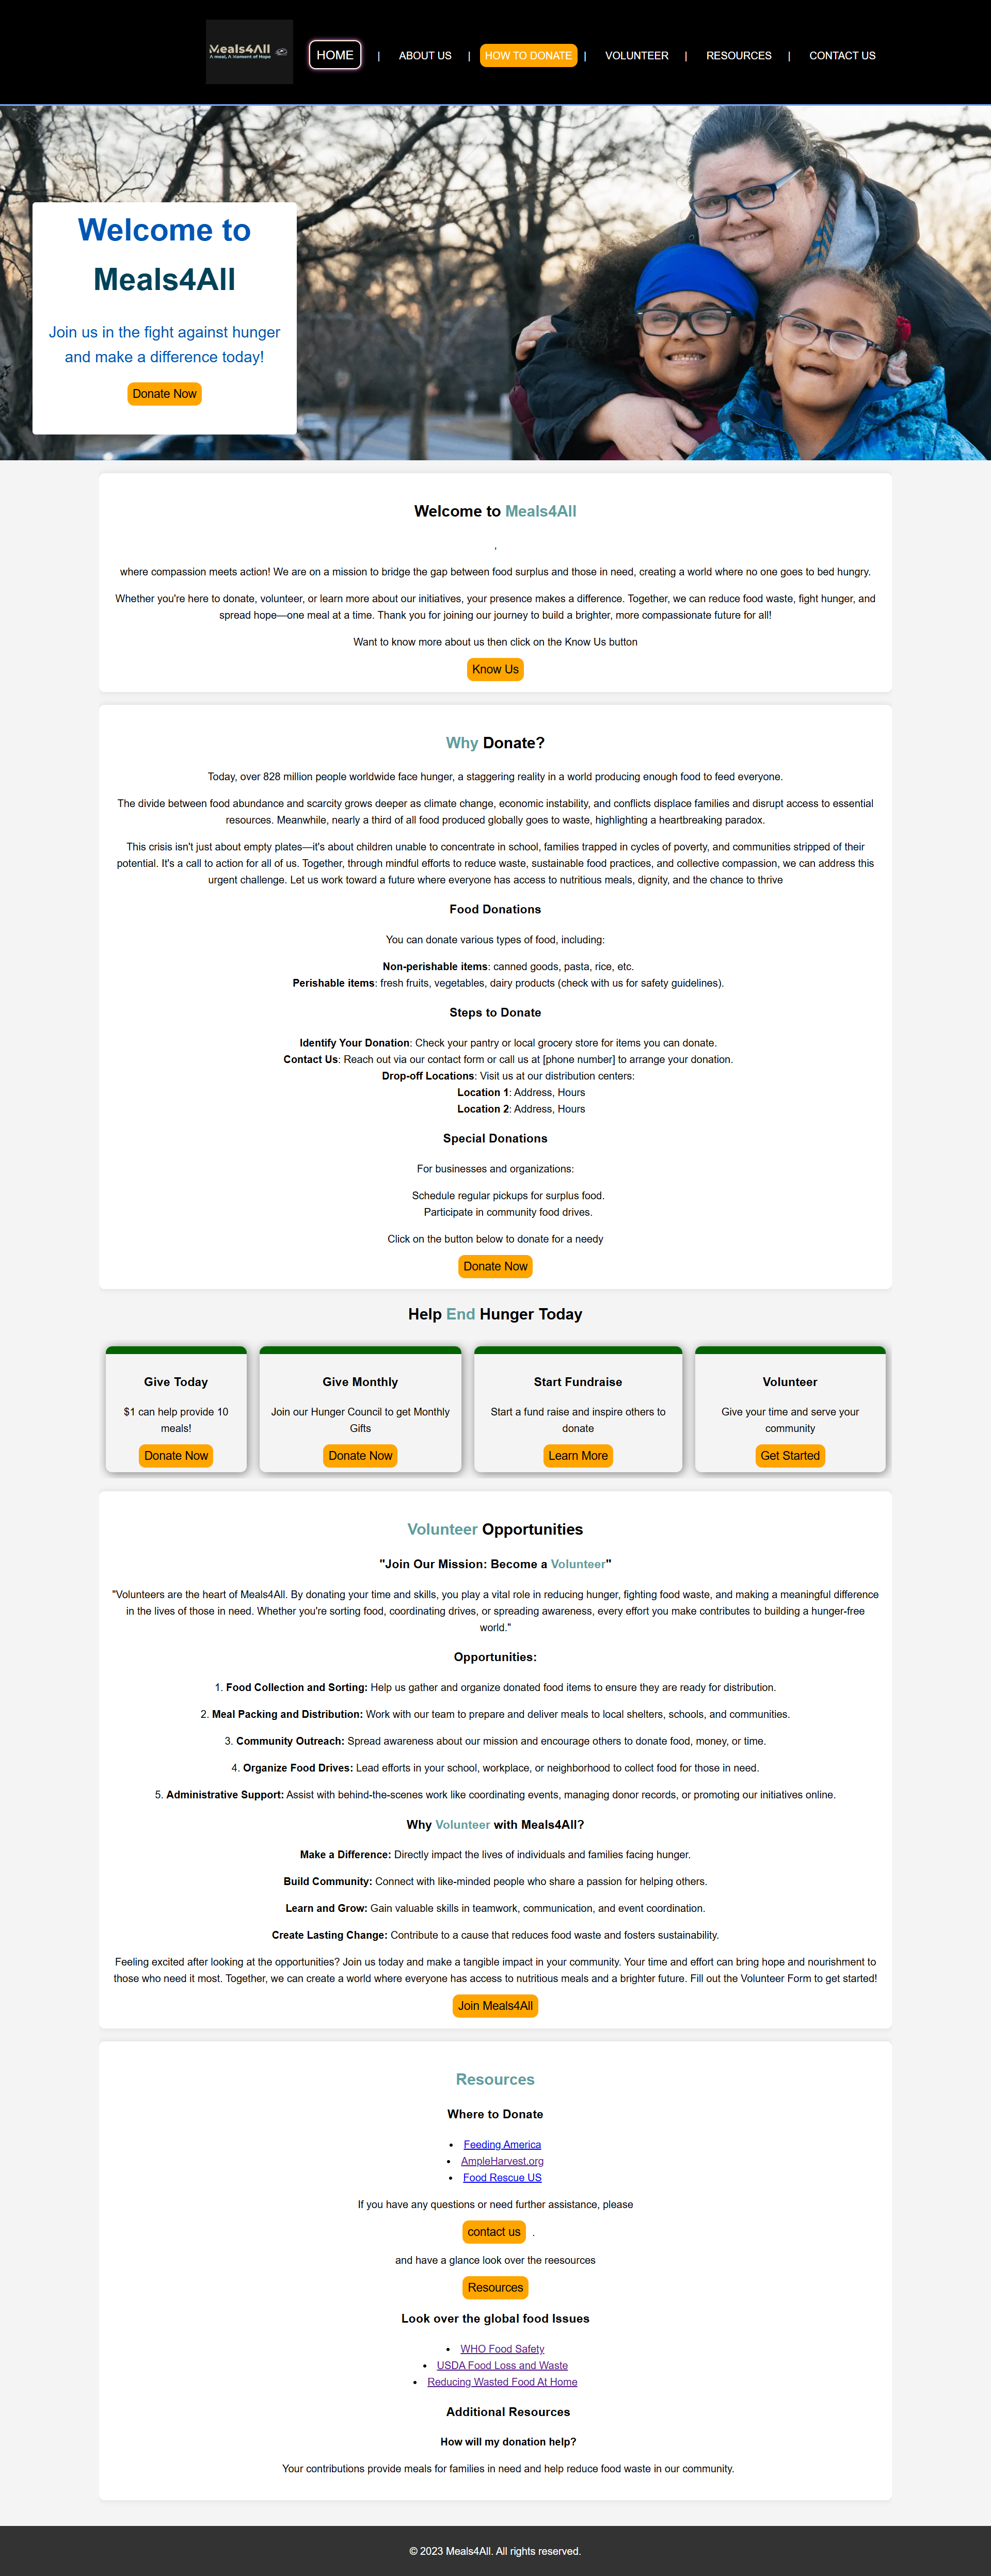 Meals4All
A meal, A Moment of Hope
HOME | ABOUT US | HOW TO DONATE | VOLUNTEER | RESOURCES | CONTACT US
Welcome to
Meals4All
Join us in the fight against hunger
and make a difference today!
Donate Now
Welcome to Meals4All
,
where compassion meets action! We are on a mission to bridge the gap between food surplus and those in need, creating a world where no one goes to bed hungry.
Whether you're here to donate, volunteer, or learn more about our initiatives, your presence makes a difference. Together, we can reduce food waste, fight hunger, and
spread hope—one meal at a time. Thank you for joining our journey to build a brighter, more compassionate future for all!
Want to know more about us then click on the Know Us button
Know Us
Why Donate?
Today, over 828 million people worldwide face hunger, a staggering reality in a world producing enough food to feed everyone.
The divide between food abundance and scarcity grows deeper as climate change, economic instability, and conflicts displace families and disrupt access to essential
resources. Meanwhile, nearly a third of all food produced globally goes to waste, highlighting a heartbreaking paradox.
This crisis isn't just about empty plates—it's about children unable to concentrate in school, families trapped in cycles of poverty, and communities stripped of their
potential. It's a call to action for all of us. Together, through mindful efforts to reduce waste, sustainable food practices, and collective compassion, we can address this
urgent challenge. Let us work toward a future where everyone has access to nutritious meals, dignity, and the chance to thrive
Food Donations
You can donate various types of food, including:
Non-perishable items: canned goods, pasta, rice, etc.
Perishable items: fresh fruits, vegetables, dairy products (check with us for safety guidelines).
Steps to Donate
Identify Your Donation: Check your pantry or local grocery store for items you can donate.
Contact Us: Reach out via our contact form or call us at [phone number] to arrange your donation.
Drop-off Locations: Visit us at our distribution centers:
Location 1: Address, Hours
Location 2: Address, Hours
Special Donations
For businesses and organizations:
Schedule regular pickups for surplus food.
Participate in community food drives.
Click on the button below to donate for a needy
Donate Now
Help End Hunger Today
Give Today
$1 can help provide 10
meals!
Donate Now
Give Monthly
Join our Hunger Council to get Monthly
Gifts
Donate Now
Start Fundraise
Start a fund raise and inspire others to
donate
Learn More
Volunteer
Give your time and serve your
community
Get Started
Volunteer Opportunities
"Join Our Mission: Become a Volunteer"
"Volunteers are the heart of Meals4All. By donating your time and skills, you play a vital role in reducing hunger, fighting food waste, and making a meaningful difference
in the lives of those in need. Whether you're sorting food, coordinating drives, or spreading awareness, every effort you make contributes to building a hunger-free
world."
Opportunities:
1. Food Collection and Sorting: Help us gather and organize donated food items to ensure they are ready for distribution.
2. Meal Packing and Distribution: Work with our team to prepare and deliver meals to local shelters, schools, and communities.
3. Community Outreach: Spread awareness about our mission and encourage others to donate food, money, or time.
4. Organize Food Drives: Lead efforts in your school, workplace, or neighborhood to collect food for those in need.
5. Administrative Support: Assist with behind-the-scenes work like coordinating events, managing donor records, or promoting our initiatives online.
Why Volunteer with Meals4All?
Make a Difference: Directly impact the lives of individuals and families facing hunger.
Build Community: Connect with like-minded people who share a passion for helping others.
Learn and Grow: Gain valuable skills in teamwork, communication, and event coordination.
Create Lasting Change: Contribute to a cause that reduces food waste and fosters sustainability.
Feeling excited after looking at the opportunities? Join us today and make a tangible impact in your community. Your time and effort can bring hope and nourishment to
those who need it most. Together, we can create a world where everyone has access to nutritious meals and a brighter future. Fill out the Volunteer Form to get started!
Join Meals4All
Resources
Where to Donate
• Feeding America
• AmpleHarvest.org
• Food Rescue US
If you have any questions or need further assistance, please
contact us .
and have a glance look over the reesources
Resources
Look over the global food Issues
• WHO Food Safety
• USDA Food Loss and Waste
• Reducing Wasted Food At Home
Additional Resources
How will my donation help?
Your contributions provide meals for families in need and help reduce food waste in our community.
© 2023 Meals4All. All rights reserved.